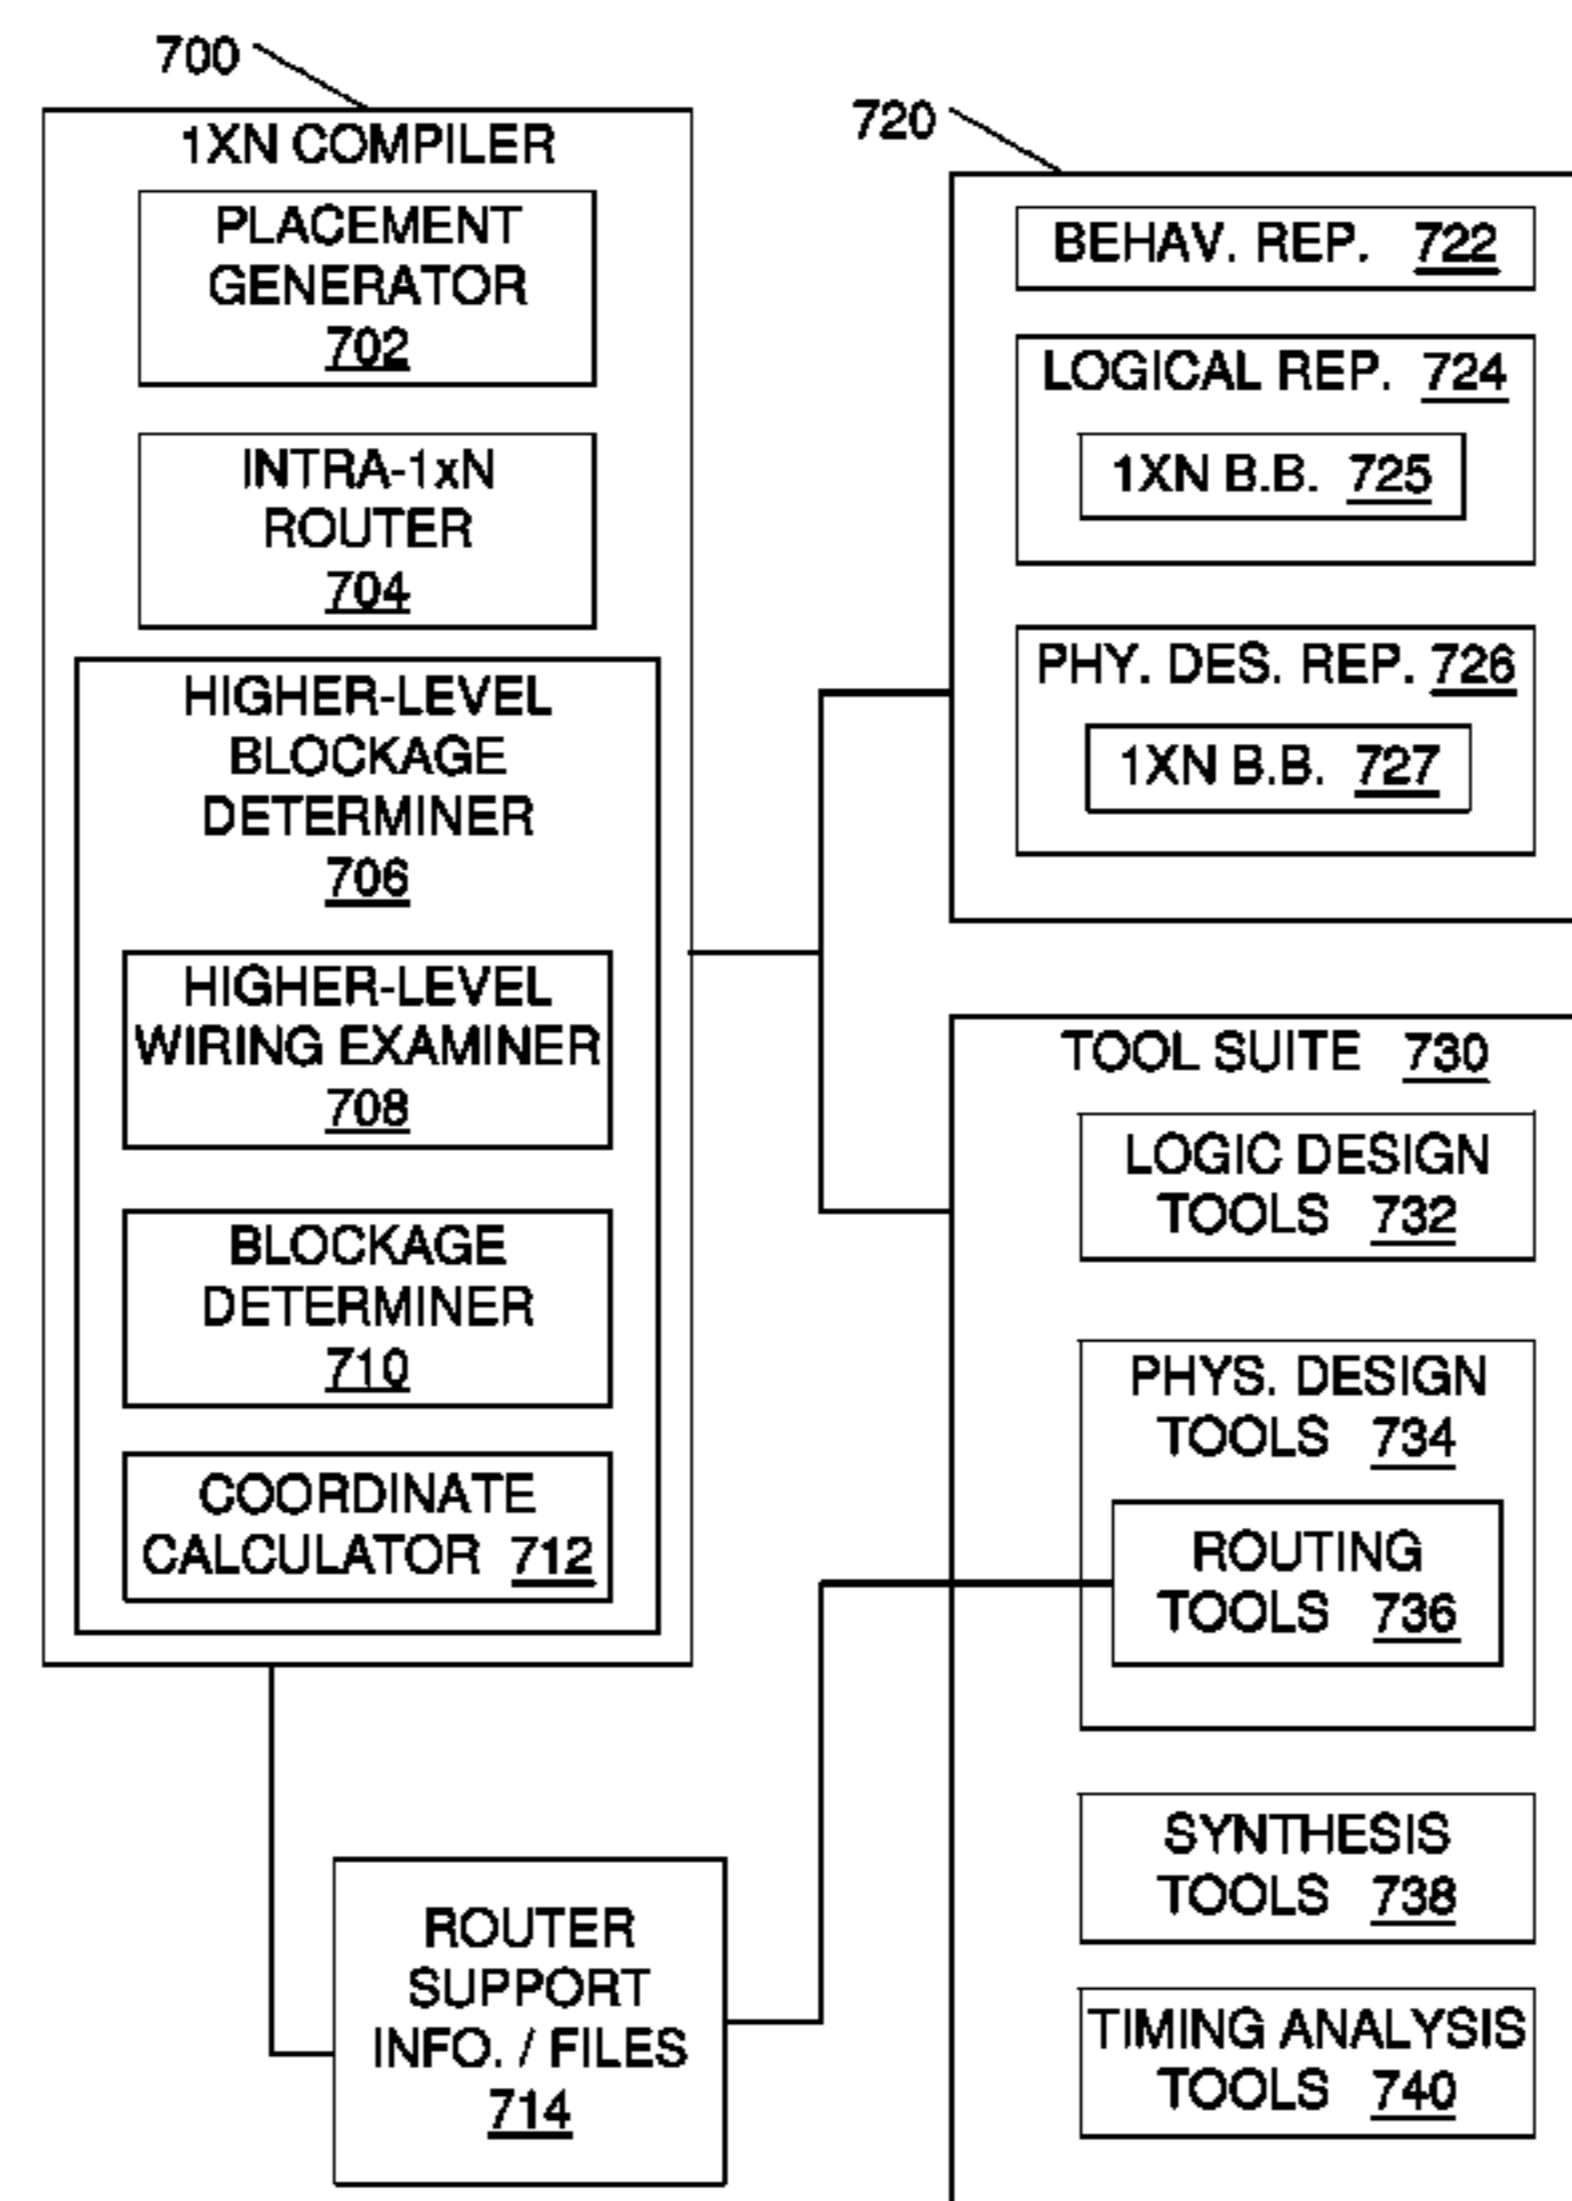 700
1XN COMPILER
PLACEMENT
GENERATOR
702
INTRA-1xN
ROUTER
704
HIGHER-LEVEL
BLOCKAGE
DETERMINER
706
HIGHER-LEVEL
WIRING EXAMINER
708
BLOCKAGE
DETERMINER
710
COORDINATE
CALCULATOR 712
ROUTER
SUPPORT
INFO. / FILES
714
720
BEHAV. REP. 722
LOGICAL REP. 724
1XN B.B. 725
PHY. DES. REP. 726
1XN B.B. 727
TOOL SUITE 730
LOGIC DESIGN
TOOLS 732
PHYS. DESIGN
TOOLS 734
ROUTING
TOOLS 736
SYNTHESIS
TOOLS 738
TIMING ANALYSIS
TOOLS 740